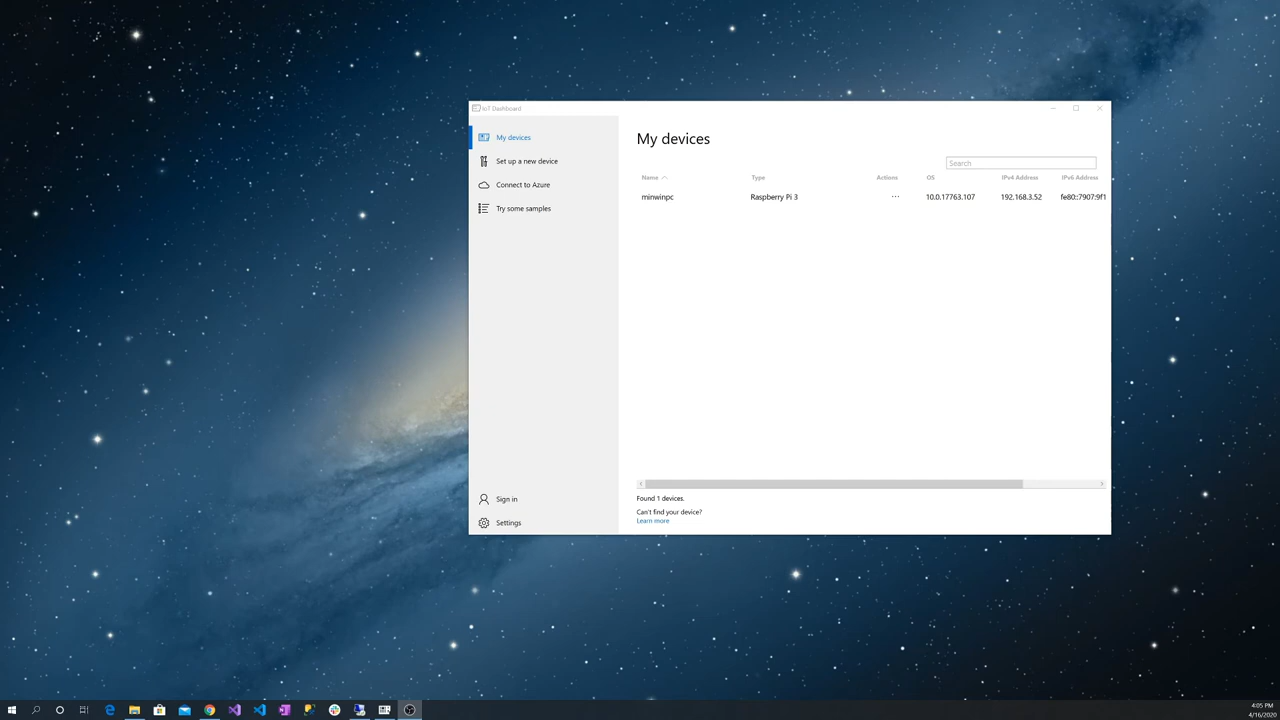 IoT Dashboard
My devices
Set up a new device
Connect to Azure
Try some samples
Sign in
Settings
My devices
Search
Name Type Actions OS IPv4 Address IPv6 Address
minwinpc Raspberry Pi 3 ... 10.0.17763.107 192.168.3.52 fe80::7907:9f1
Found 1 devices.
Can't find your device?
Learn more
4:05 PM
4/16/2020